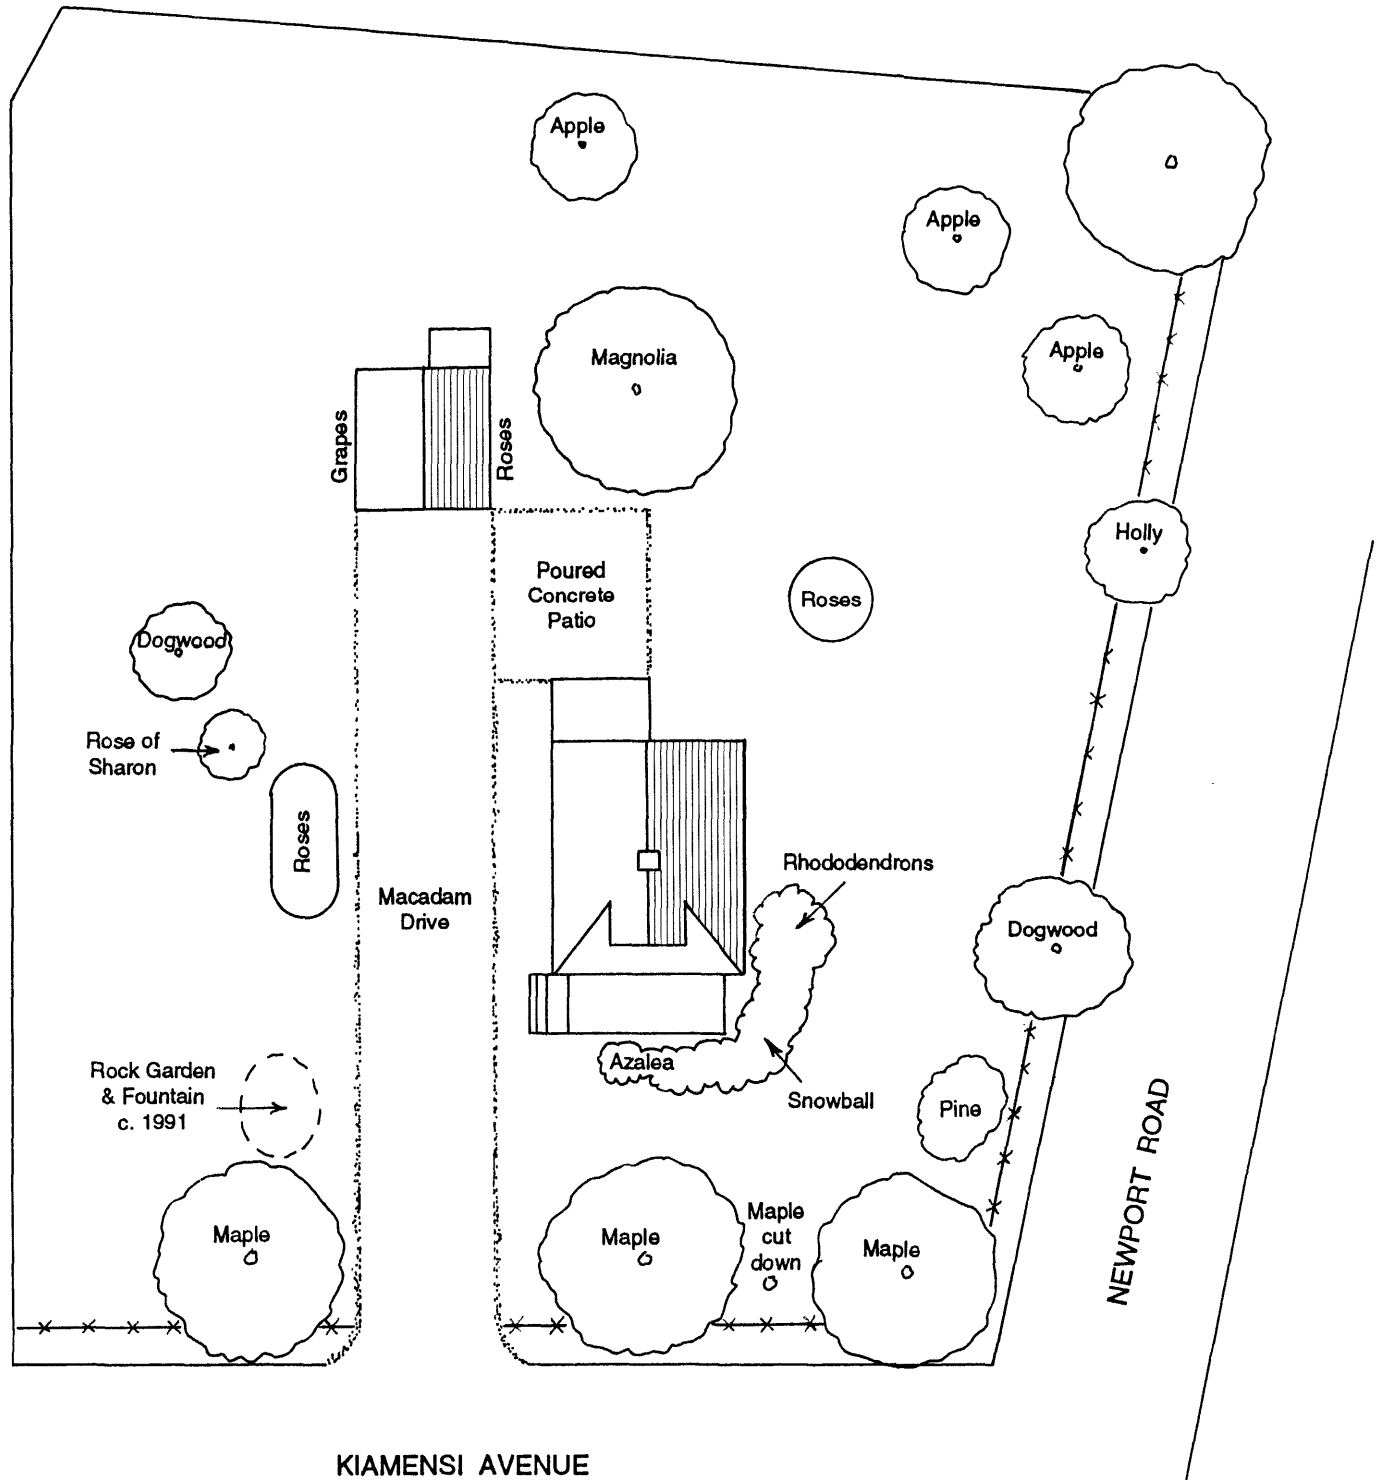 Apple
Apple
Apple
Magnolia
Grapes
Roses
Holly
Poured
Concrete
Patio
Roses
Dogwood
Rose of
Sharon
Roses
Macadam
Drive
Rhododendrons
Dogwood
Azalea
Snowball
Rock Garden
& Fountain
c. 1991
Pine
Maple
Maple
Maple
cut
down
Maple
NEWPORT ROAD
KIAMENSI AVENUE